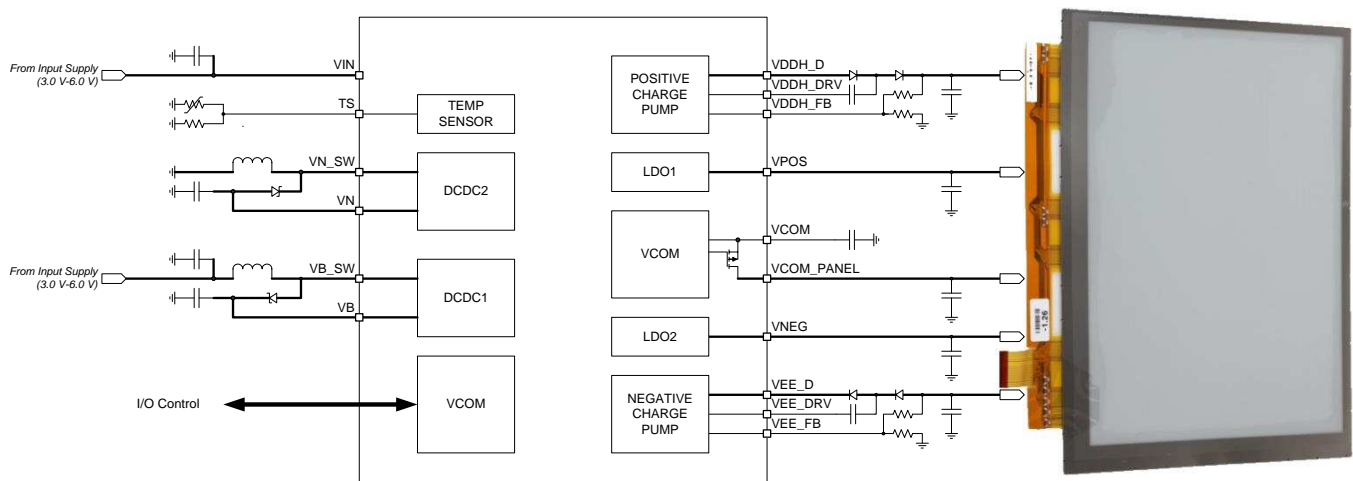 From Input Supply
(3.0 V-6.0 V)
VIN
TS
TEMP
SENSOR
VN_SW
VN
DCDC2
From Input Supply
(3.0 V-6.0 V)
VB_SW
VB
DCDC1
I/O Control
VCOM
POSITIVE
CHARGE
PUMP
VDDH_D
VDDH_DRV
VDDH_FB
LDO1
VPOS
VCOM
VCOM
VCOM_PANEL
LDO2
VNEG
NEGATIVE
CHARGE
PUMP
VEE_D
VEE_DRV
VEE_FB
-1.26